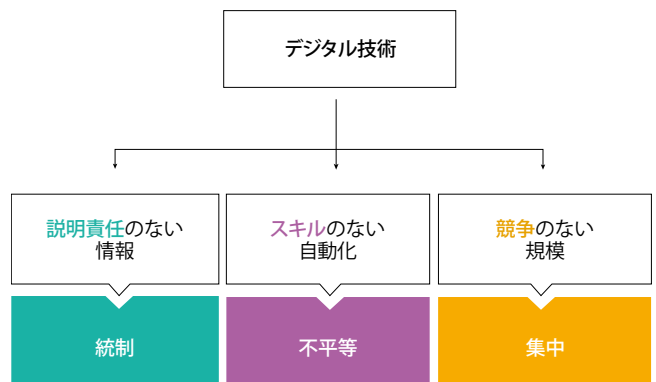 デジタル技術
説明責任のない
情報
スキルのない
自動化
競争のない
規模
統制
不平等
集中